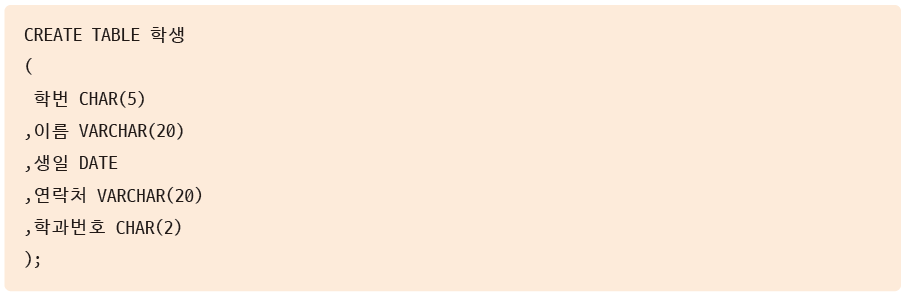 CREATE TABLE 학생
(
 학번 CHAR(5)
,이름 VARCHAR(20)
,생일 DATE
,연락처 VARCHAR(20)
,학과번호 CHAR(2)
);